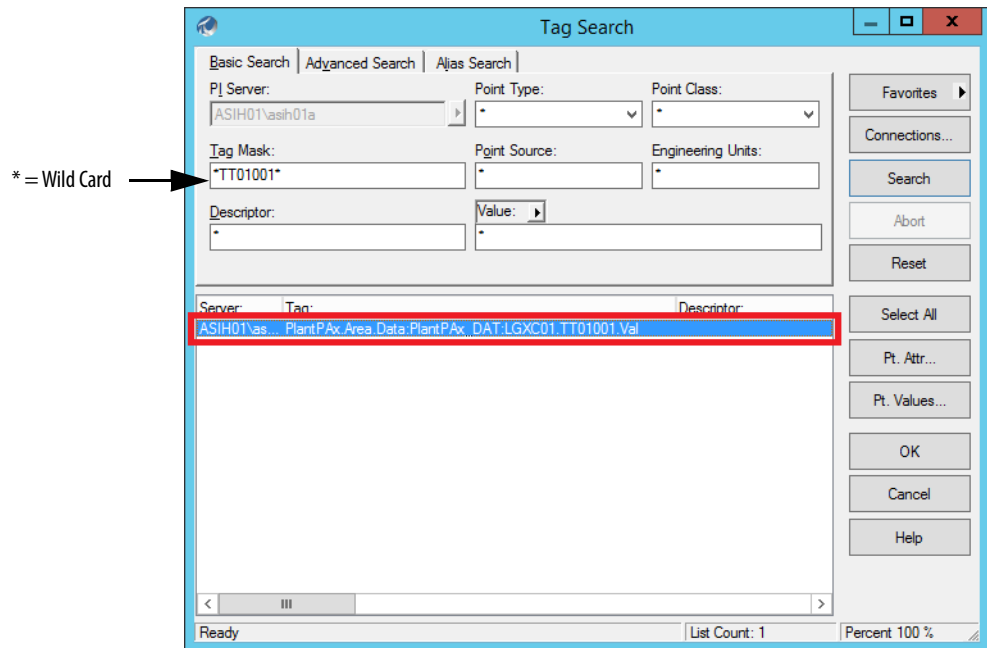 Tag Search
Basic Search Advanced Search Alias Search
PI Server: Point Type: Point Class:
ASIH01\asih01a * *
Favorites
Connections...
Tag Mask: Point Source: Engineering Units:
* = Wild Card *TT01001* * *
Search
Descriptor: Value:
* *
Abort
Reset
Server: Tag: Descriptor:
ASIH01\as... PlantPAx.Area.Data:PlantPAx_DAT:LGXC01.TT01001.Val
Select All
Pt. Attr...
Pt. Values...
OK
Cancel
Help
Ready List Count: 1 Percent 100 %